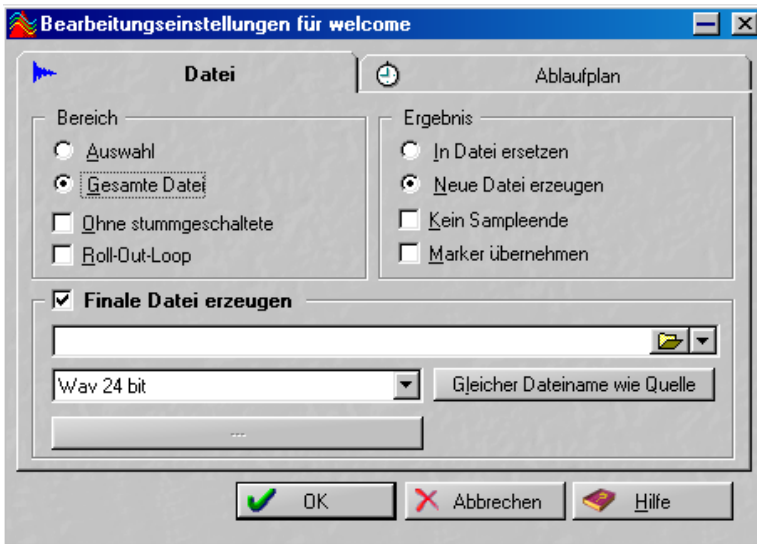 Bearbeitungseinstellungen für welcome
Datei
Ablaufplan
Bereich
Auswahl
Gesamte Datei
Ohne stummgeschaltete
Roll-Out-Loop
Ergebnis
In Datei ersetzen
Neue Datei erzeugen
Kein Sampleende
Marker übernehmen
Finale Datei erzeugen
Wav 24 bit
Gleicher Dateiname wie Quelle
...
OK
Abbrechen
Hilfe